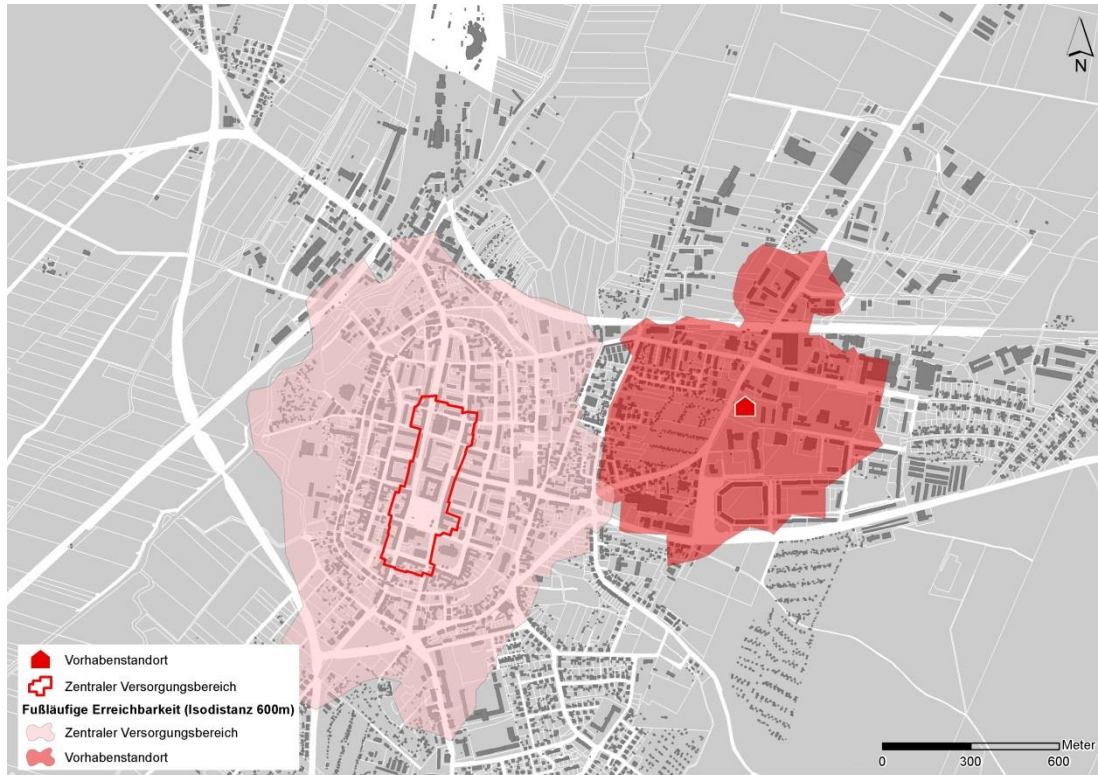 N
Vorhabenstandort
Zentraler Versorgungsbereich
Fußläufige Erreichbarkeit (Isodistanz 600m)
Zentraler Versorgungsbereich
Vorhabenstandort
Meter
0 300 600